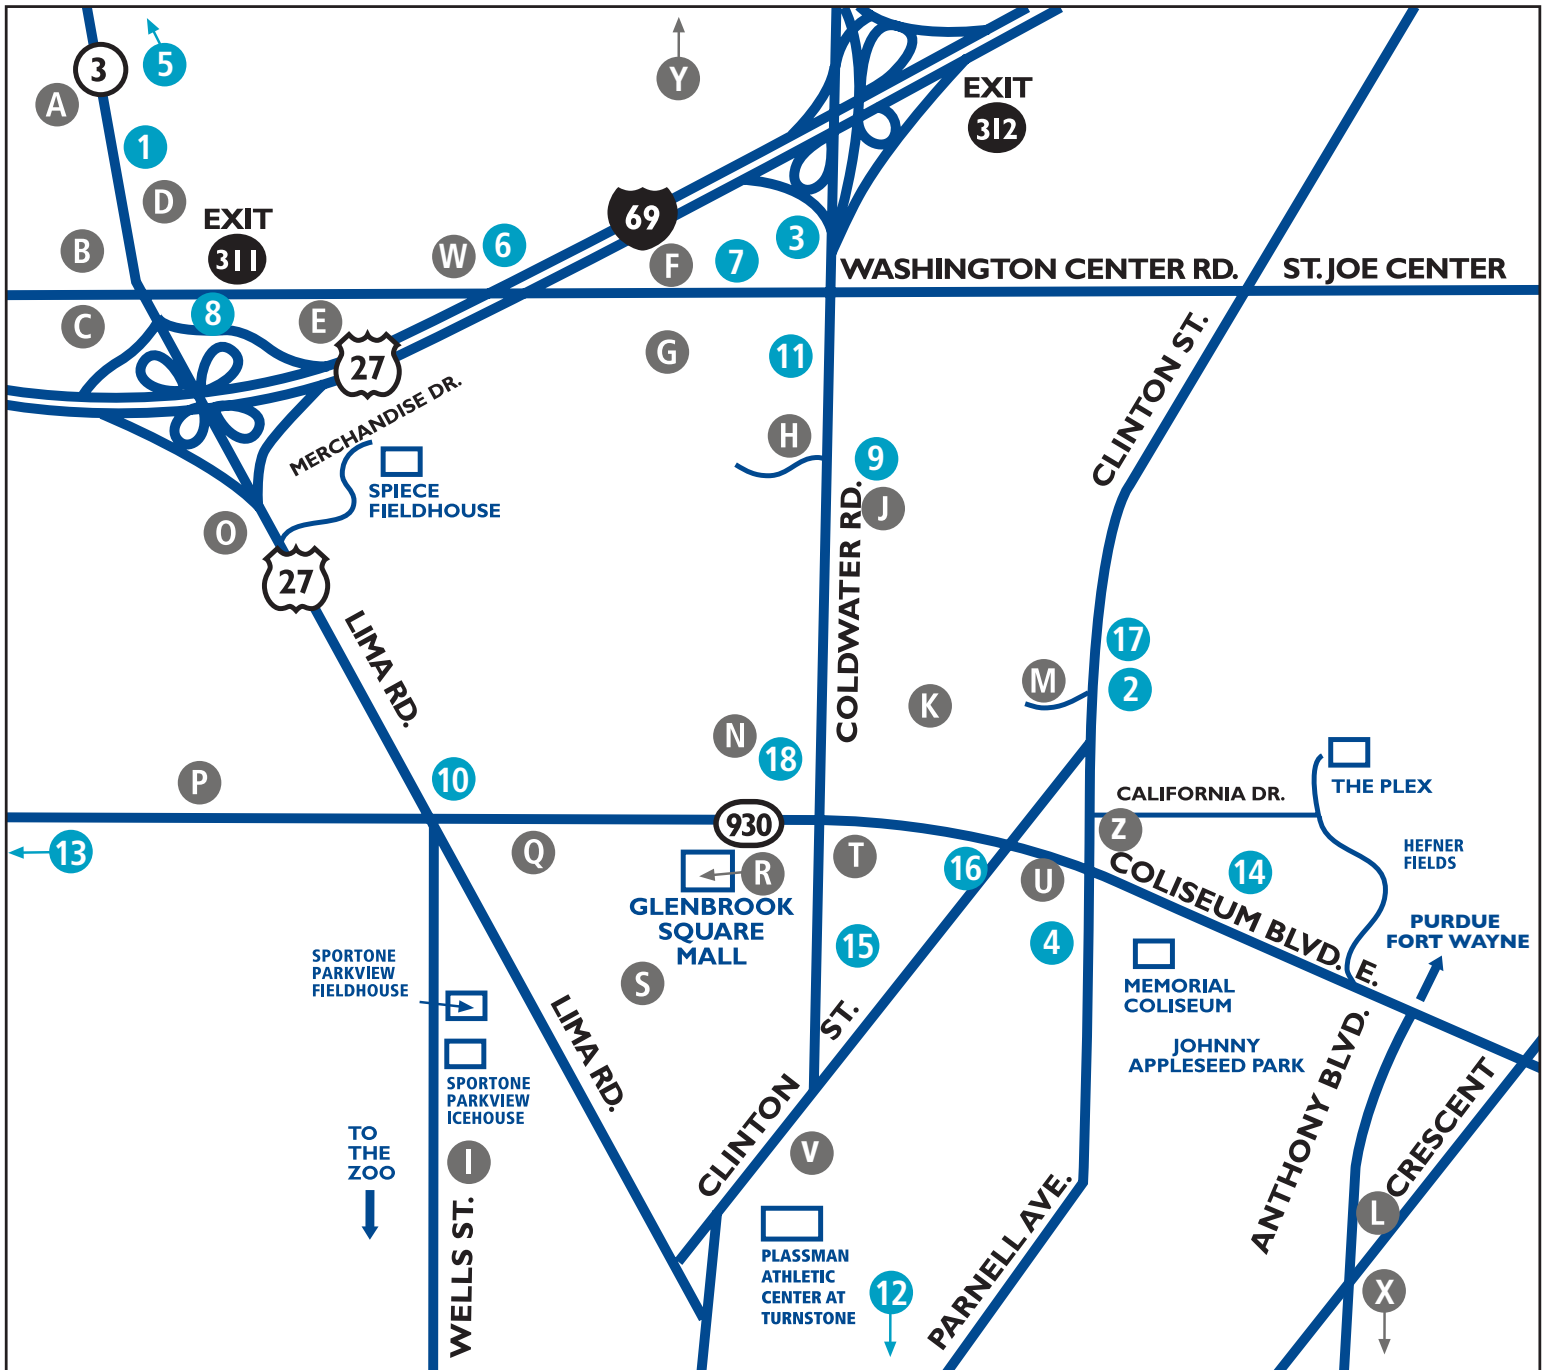 3
5
A
1
D
B
EXIT
311
C
8
E
W
6
27
Y
69
F
7
3
EXIT
312
WASHINGTON CENTER RD.
ST. JOE CENTER
G
11
H
9
J
COLDWATER RD.
CLINTON ST.
MERCHANDISE DR.
SPIECE
FIELDHOUSE
O
27
LIMA RD.
17
2
M
K
N
18
P
10
13
930
Q
R
T
16
U
Z
CALIFORNIA DR.
THE PLEX
HEFNER
FIELDS
14
COLISEUM BLVD. E.
PURDUE
FORT WAYNE
GLENBROOK
SQUARE
MALL
15
4
S
SPORTONE
PARKVIEW
FIELDHOUSE
MEMORIAL
COLISEUM
JOHNNY
APPLESEED PARK
SPORTONE
PARKVIEW
ICEHOUSE
LIMA RD.
CLINTON ST.
ANTHONY BLVD.
CRESCENT
TO
THE
ZOO
I
V
L
WELLS ST.
PLASSMAN
ATHLETIC
CENTER AT
TURNSTONE
12
PARNELL AVE.
X